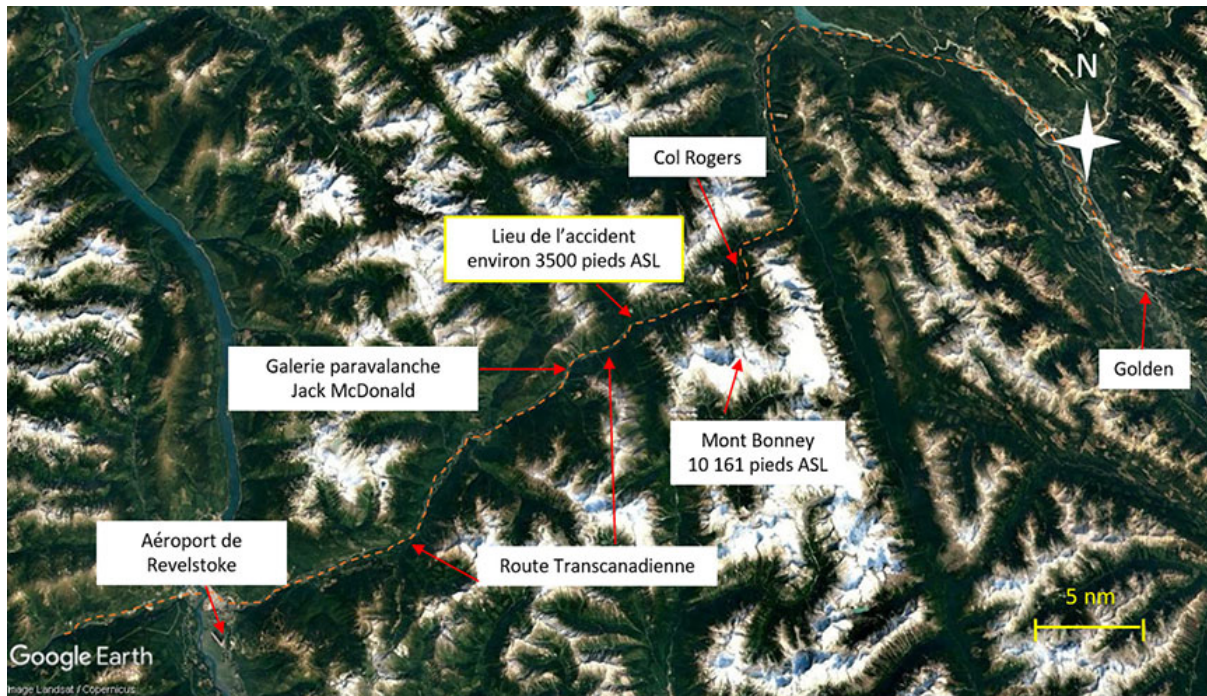 N
Col Rogers
Lieu de l’accident
environ 3500 pieds ASL
Galerie paravalanche
Jack McDonald
Golden
Mont Bonney
10 161 pieds ASL
Aéroport de
Revelstoke
Route Transcanadienne
5 nm
Google Earth
Image Landsat / Copernicus